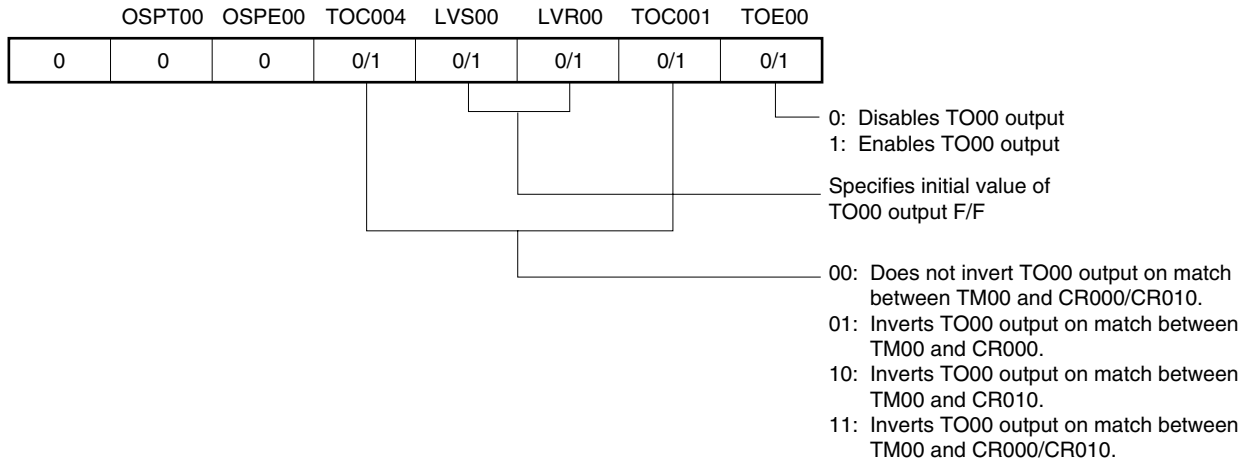 OSPT00 OSPE00 TOC004 LVS00 LVR00 TOC001 TOE00
0 0 0 0/1 0/1 0/1 0/1 0/1
0: Disables TO00 output
1: Enables TO00 output
Specifies initial value of
TO00 output F/F
00: Does not invert TO00 output on match
between TM00 and CR000/CR010.
01: Inverts TO00 output on match between
TM00 and CR000.
10: Inverts TO00 output on match between
TM00 and CR010.
11: Inverts TO00 output on match between
TM00 and CR000/CR010.